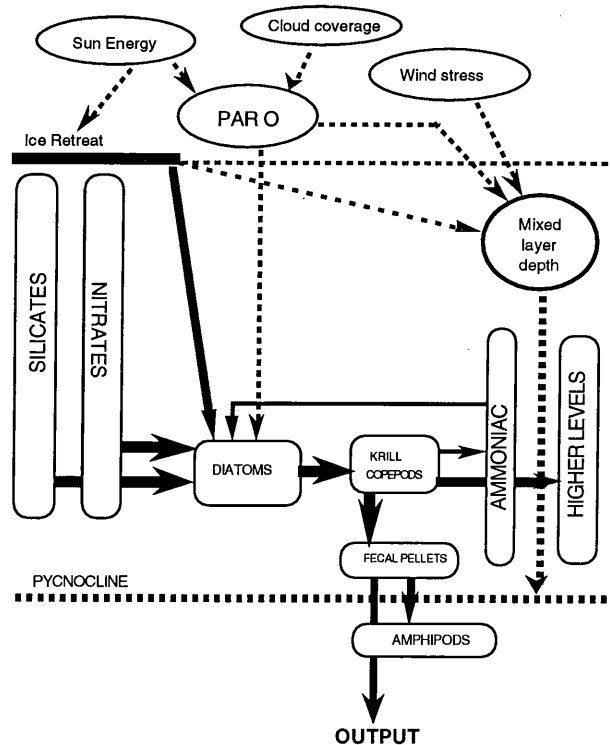 Sun Energy
Cloud coverage
Wind stress
PAR O
Ice Retreat
Mixed
layer
depth
SILICATES
NITRATES
AMMONIAC
HIGHER LEVELS
DIATOMS
KRILL
COPEPODS
FECAL PELLETS
PYCNOCLINE
AMPHIPODS
OUTPUT